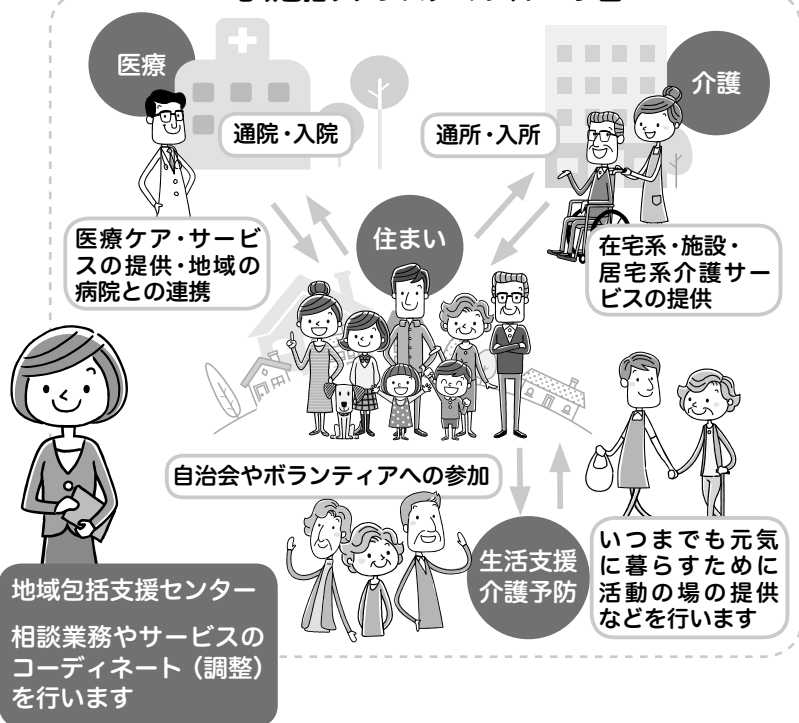 医療
介護
通院・入院
通所・入所
住まい
医療ケア・サービ
スの提供・地域の
病院との連携
在宅系・施設・
居宅系介護サー
ビスの提供
自治会やボランティアへの参加
生活支援
介護予防
いつまでも元気
に暮らすために
活動の場の提供
などを行います
地域包括支援センター
相談業務やサービスの
コーディネート（調整）
を行います